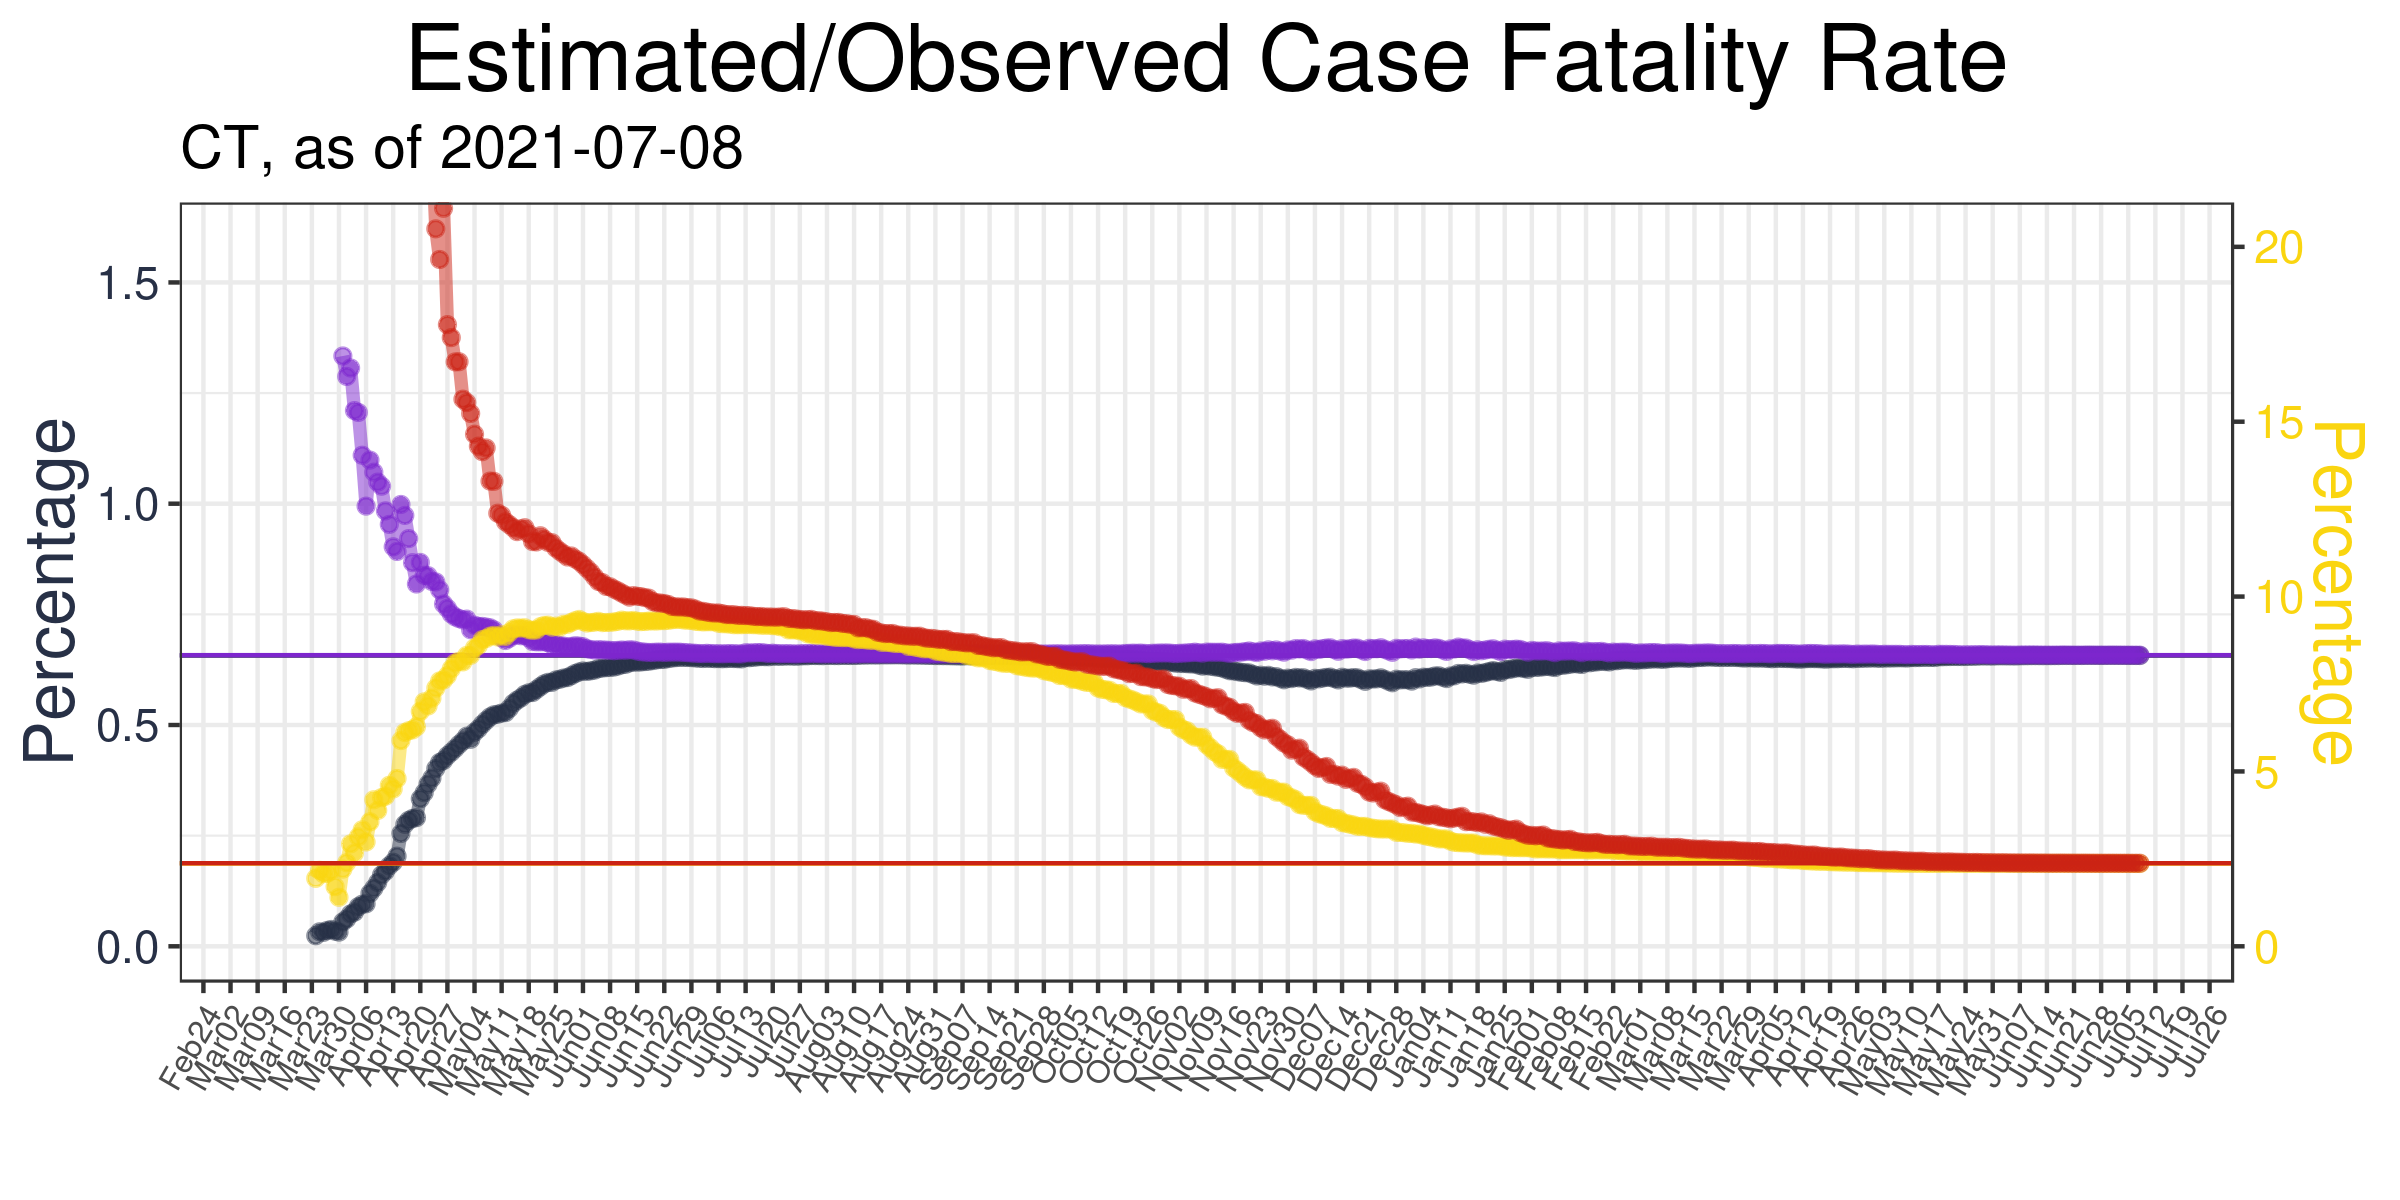 Estimated/Observed Case Fatality Rate
CT, as of 2021-07-08
Percentage
1.5
1.0
0.5
0.0
20
15
10
5
0
Percentage
Feb24
Mar02
Mar09
Mar16
Mar23
Mar30
Apr06
Apr13
Apr20
Apr27
May04
May11
May18
May25
Jun01
Jun08
Jun15
Jun22
Jun29
Jul06
Jul13
Jul20
Jul27
Aug03
Aug10
Aug17
Aug24
Aug31
Sep07
Sep14
Sep21
Sep28
Oct05
Oct12
Oct19
Oct26
Nov02
Nov09
Nov16
Nov23
Nov30
Dec07
Dec14
Dec21
Dec28
Jan04
Jan11
Jan18
Jan25
Feb01
Feb08
Feb15
Feb22
Mar01
Mar08
Mar15
Mar22
Mar29
Apr05
Apr12
Apr19
Apr26
May03
May10
May17
May24
May31
Jun07
Jun14
Jun21
Jun28
Jul05
Jul12
Jul19
Jul26